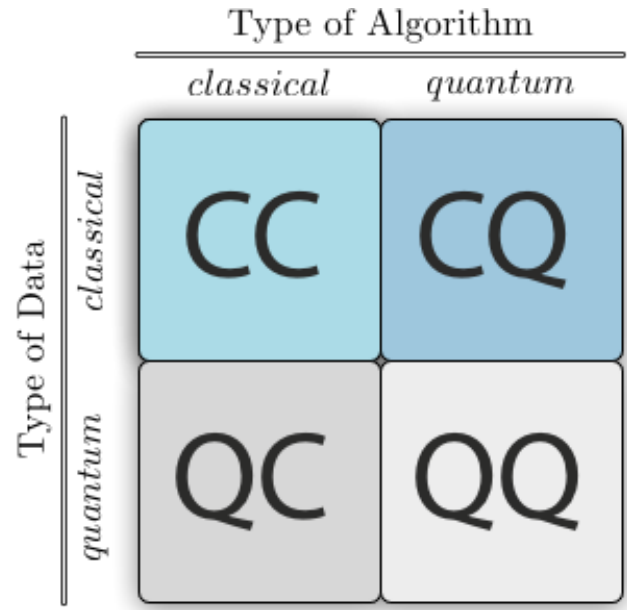 Type of Algorithm
classical quantum
Type of Data
classical
CC CQ
quantum
QC QQ